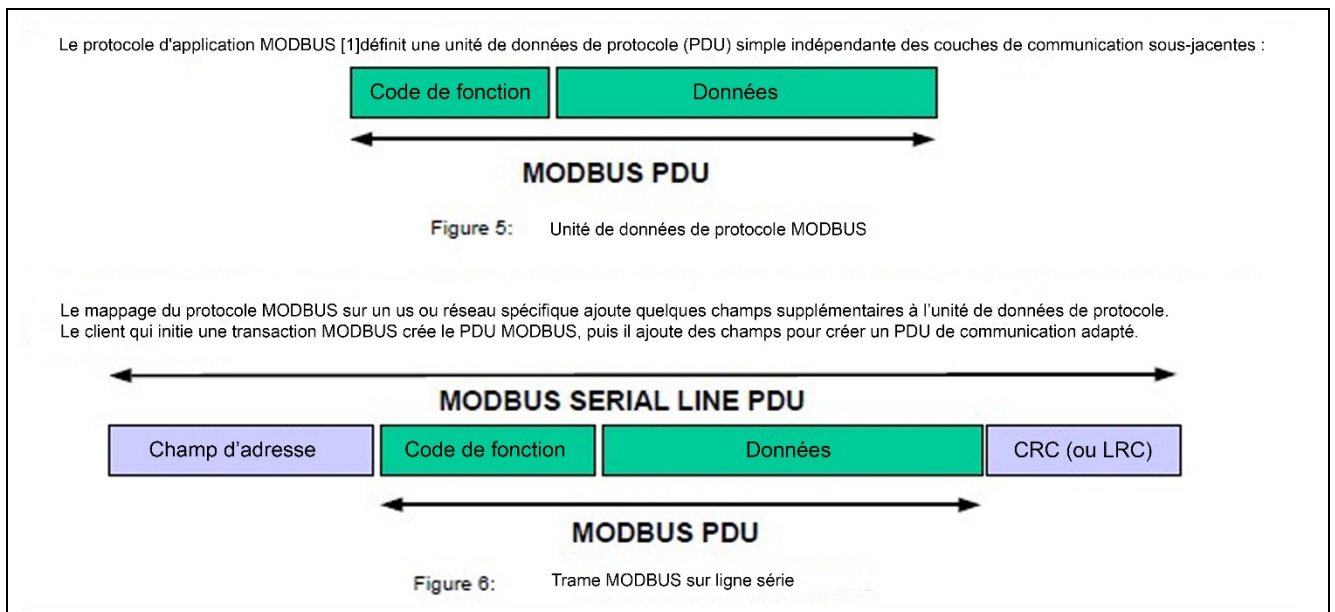 Le protocole d'application MODBUS [1]définit une unité de données de protocole (PDU) simple indépendante des couches de communication sous-jacentes :
Code de fonction Données
MODBUS PDU
Figure 5: Unité de données de protocole MODBUS
Le mappage du protocole MODBUS sur un us ou réseau spécifique ajoute quelques champs supplémentaires à l'unité de données de protocole.
Le client qui initie une transaction MODBUS crée le PDU MODBUS, puis il ajoute des champs pour créer un PDU de communication adapté.
MODBUS SERIAL LINE PDU
Champ d'adresse Code de fonction Données CRC (ou LRC)
MODBUS PDU
Figure 6: Trame MODBUS sur ligne série